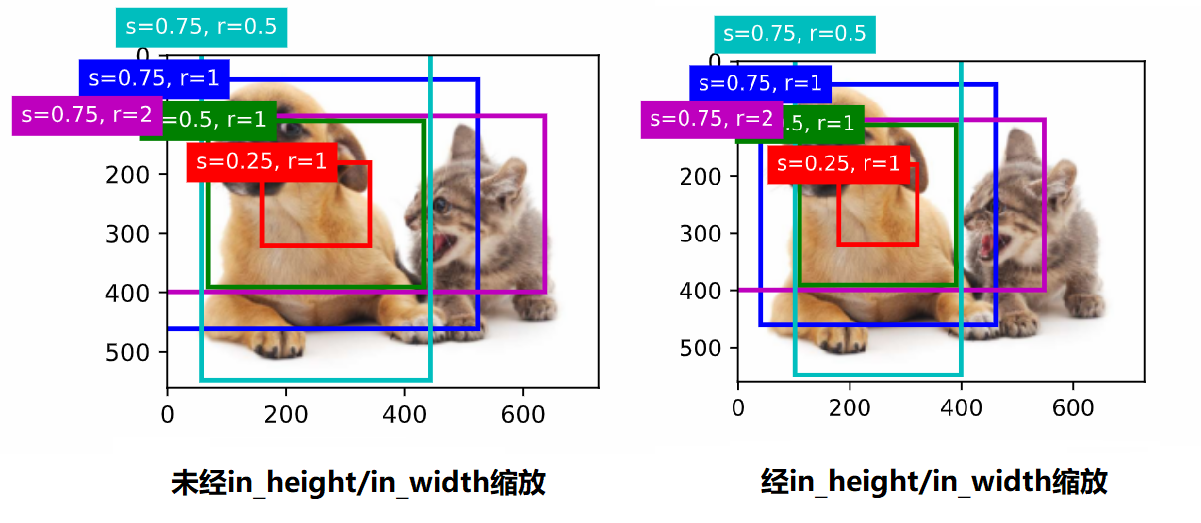 s=0.75, r=0.5
0
s=0.75, r=1
s=0.75, r=2
=0.5, r=1
s=0.25, r=1
200
300
400
500
0 200 400 600
未经in_height/in_width缩放
s=0.75, r=0.5
0
s=0.75, r=1
s=0.75, r=2
.5, r=1
s=0.25, r=1
200
300
400
500
0 200 400 600
经in_height/in_width缩放